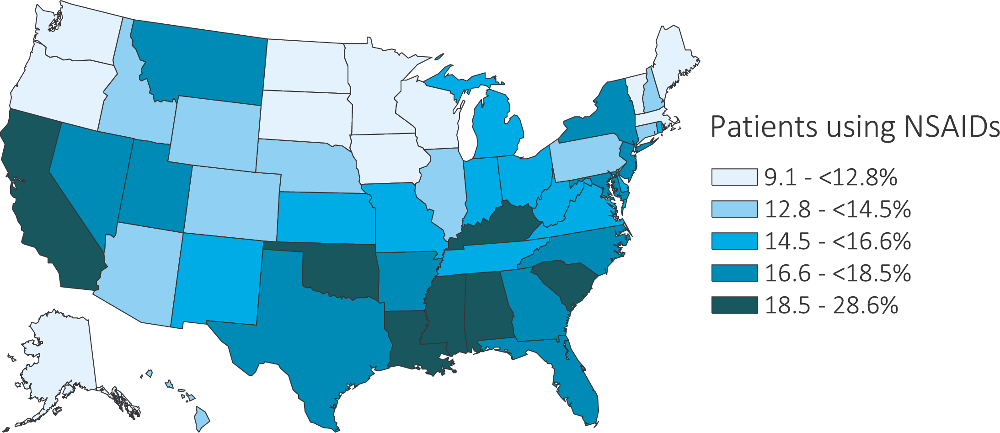 Patients using NSAIDs
9.1 - <12.8%
12.8 - <14.5%
14.5 - <16.6%
16.6 - <18.5%
18.5 - 28.6%